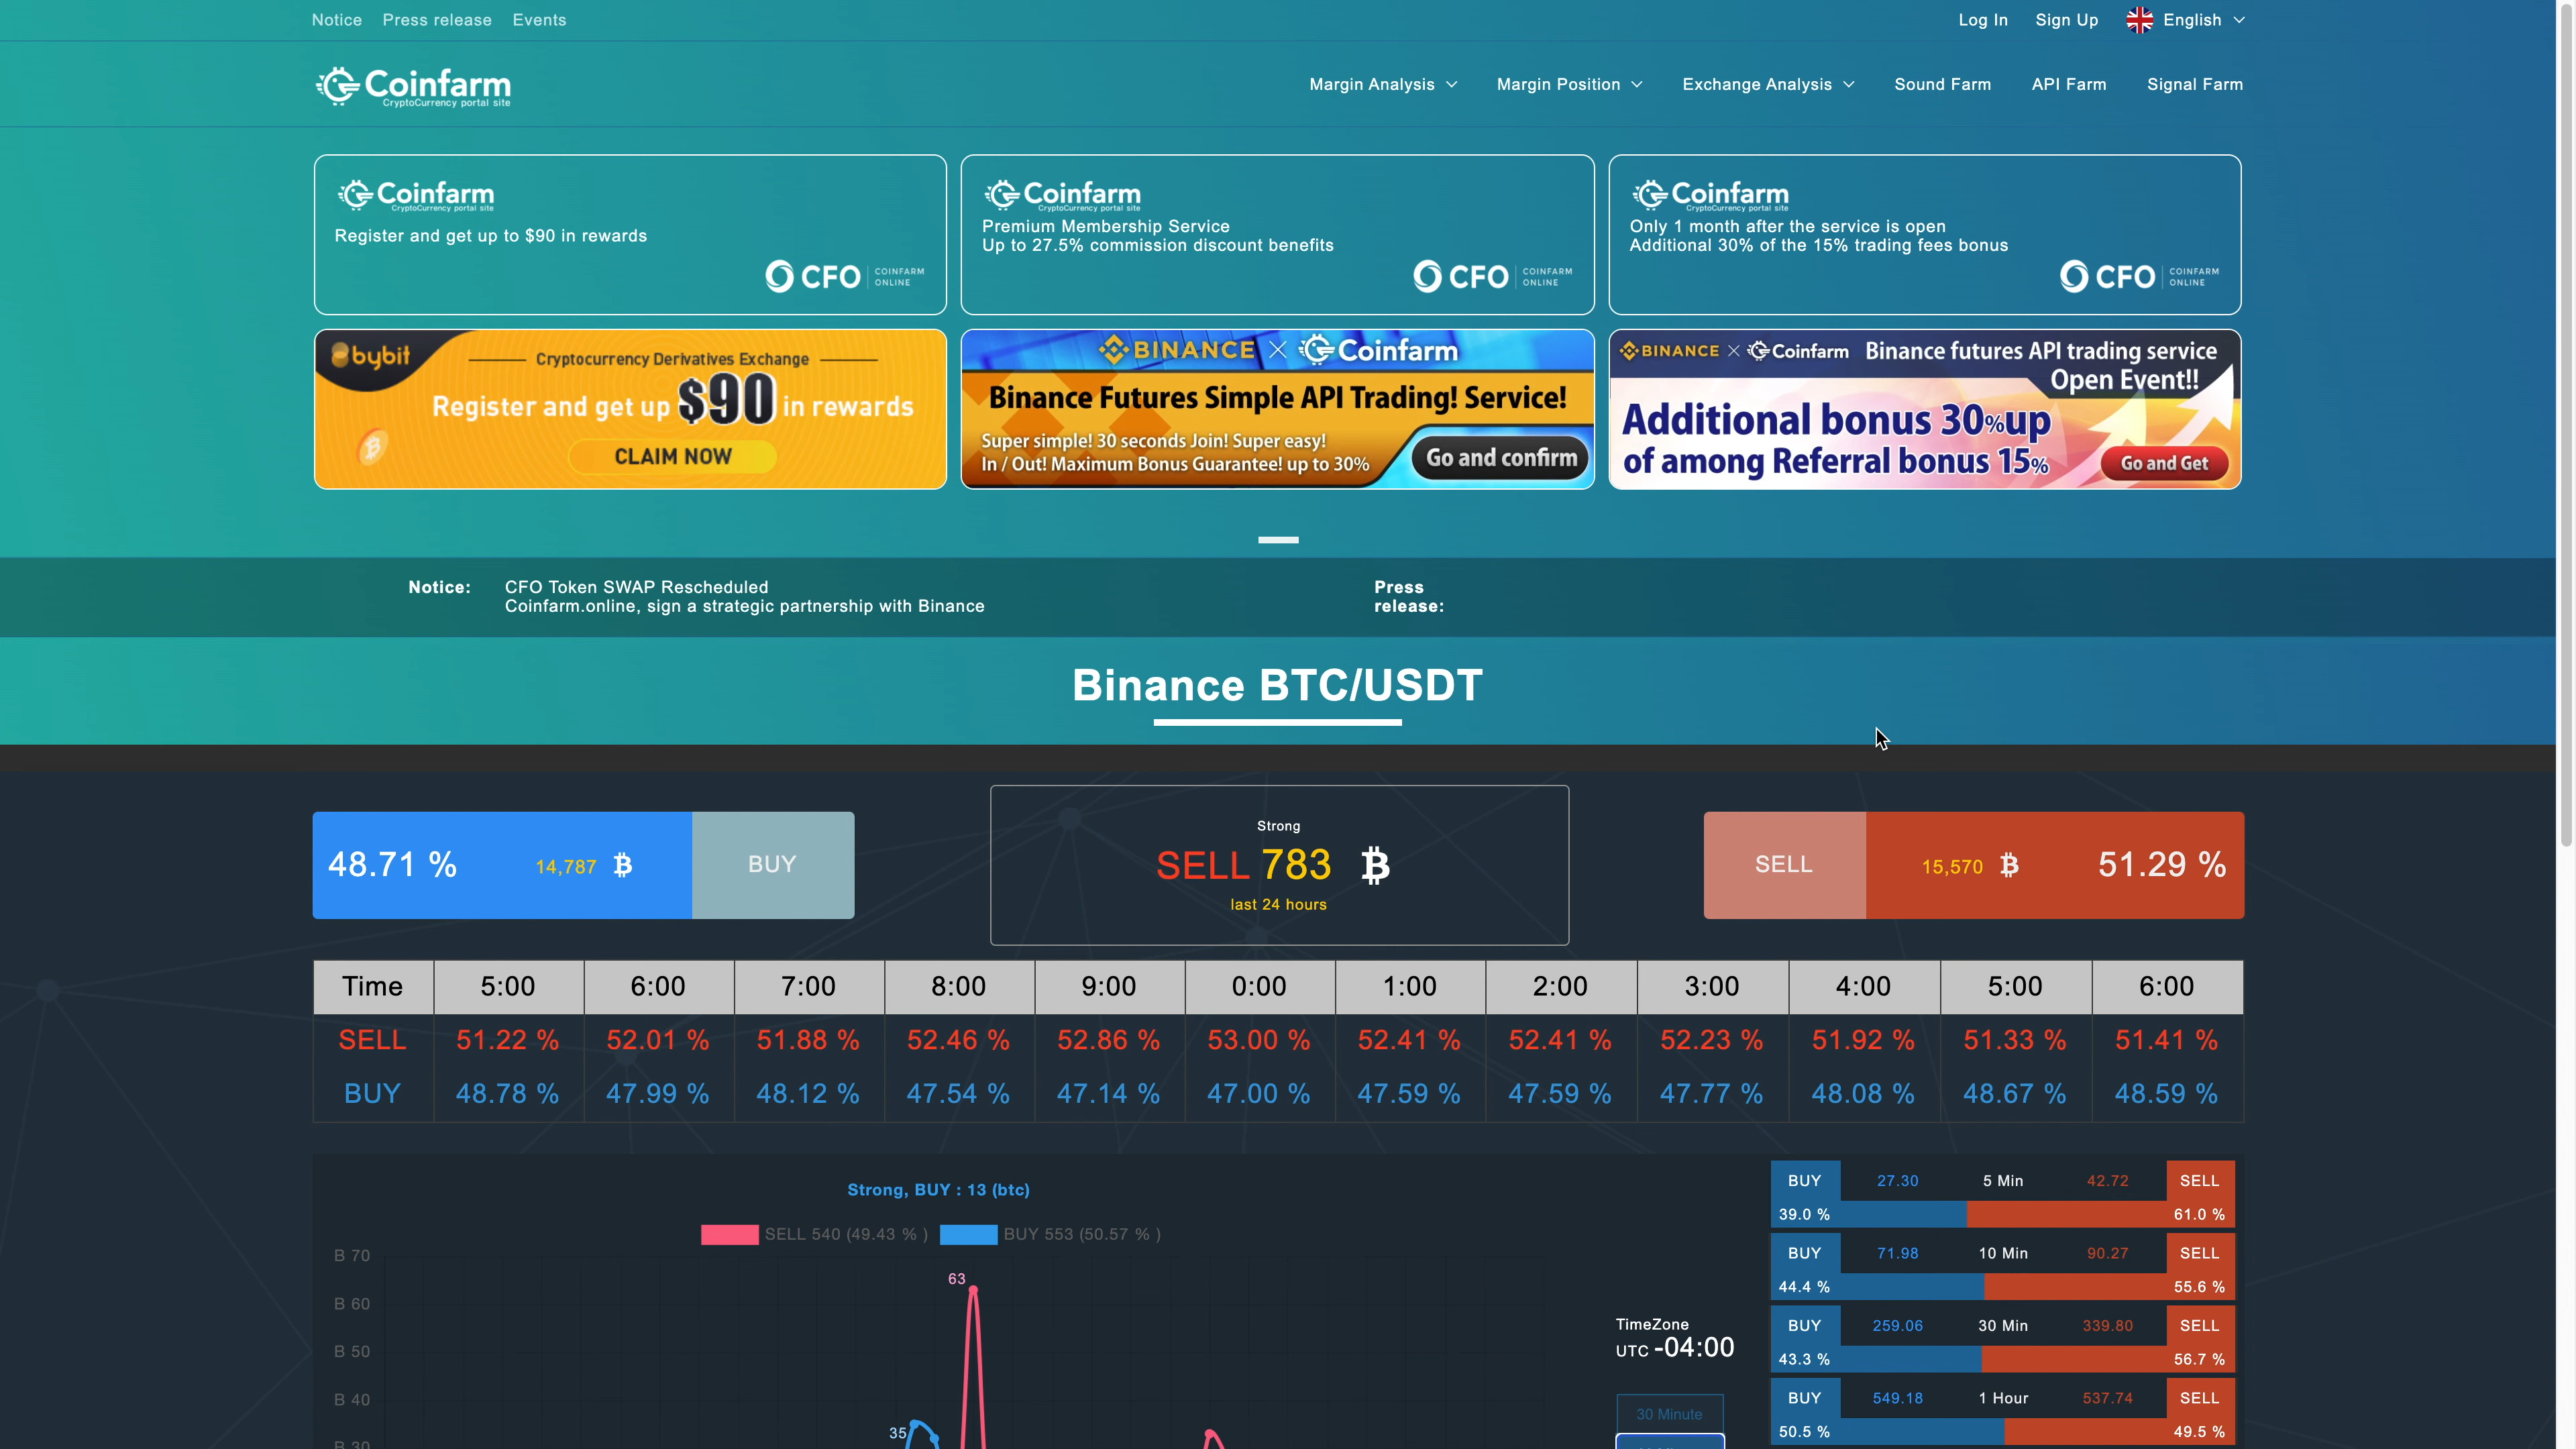 Notice Press release Events
Log In Sign Up English
Coinfarm
CryptoCurrency portal site
Margin Analysis Margin Position Exchange Analysis Sound Farm API Farm Signal Farm
Coinfarm
CryptoCurrency portal site
Register and get up to $90 in rewards
CFO COINFARM
ONLINE
Coinfarm
CryptoCurrency portal site
Premium Membership Service
Up to 27.5% commission discount benefits
CFO COINFARM
ONLINE
Coinfarm
CryptoCurrency portal site
Only 1 month after the service is open
Additional 30% of the 15% trading fees bonus
CFO COINFARM
ONLINE
bybit
Cryptocurrency Derivatives Exchange
Register and get up $90 in rewards
CLAIM NOW
BINANCE × Coinfarm
Binance Futures Simple API Trading! Service!
Super simple! 30 seconds Join! Super easy!
In / Out! Maximum Bonus Guarantee! up to 30%
Go and confirm
BINANCE × Coinfarm Binance futures API trading service
Open Event!!
Additional bonus 30%up
of among Referral bonus 15%
Go and Get
Notice: CFO Token SWAP Rescheduled
Coinfarm.online, sign a strategic partnership with Binance
Press
release:
Binance BTC/USDT
48.71 % 14,787 ₿ BUY
Strong
SELL 783 ₿
last 24 hours
SELL 15,570 ₿ 51.29 %
Time 5:00 6:00 7:00 8:00 9:00 0:00 1:00 2:00 3:00 4:00 5:00 6:00
SELL 51.22 % 52.01 % 51.88 % 52.46 % 52.86 % 53.00 % 52.41 % 52.41 % 52.23 % 51.92 % 51.33 % 51.41 %
BUY 48.78 % 47.99 % 48.12 % 47.54 % 47.14 % 47.00 % 47.59 % 47.59 % 47.77 % 48.08 % 48.67 % 48.59 %
Strong, BUY : 13 (btc)
SELL 540 (49.43 % ) BUY 553 (50.57 % )
B 70
63
B 60
B 50
B 40
35
B 30
TimeZone
UTC -04:00
30 Minute
BUY 27.30 5 Min 42.72 SELL
39.0 % 61.0 %
BUY 71.98 10 Min 90.27 SELL
44.4 % 55.6 %
BUY 259.06 30 Min 339.80 SELL
43.3 % 56.7 %
BUY 549.18 1 Hour 537.74 SELL
50.5 % 49.5 %